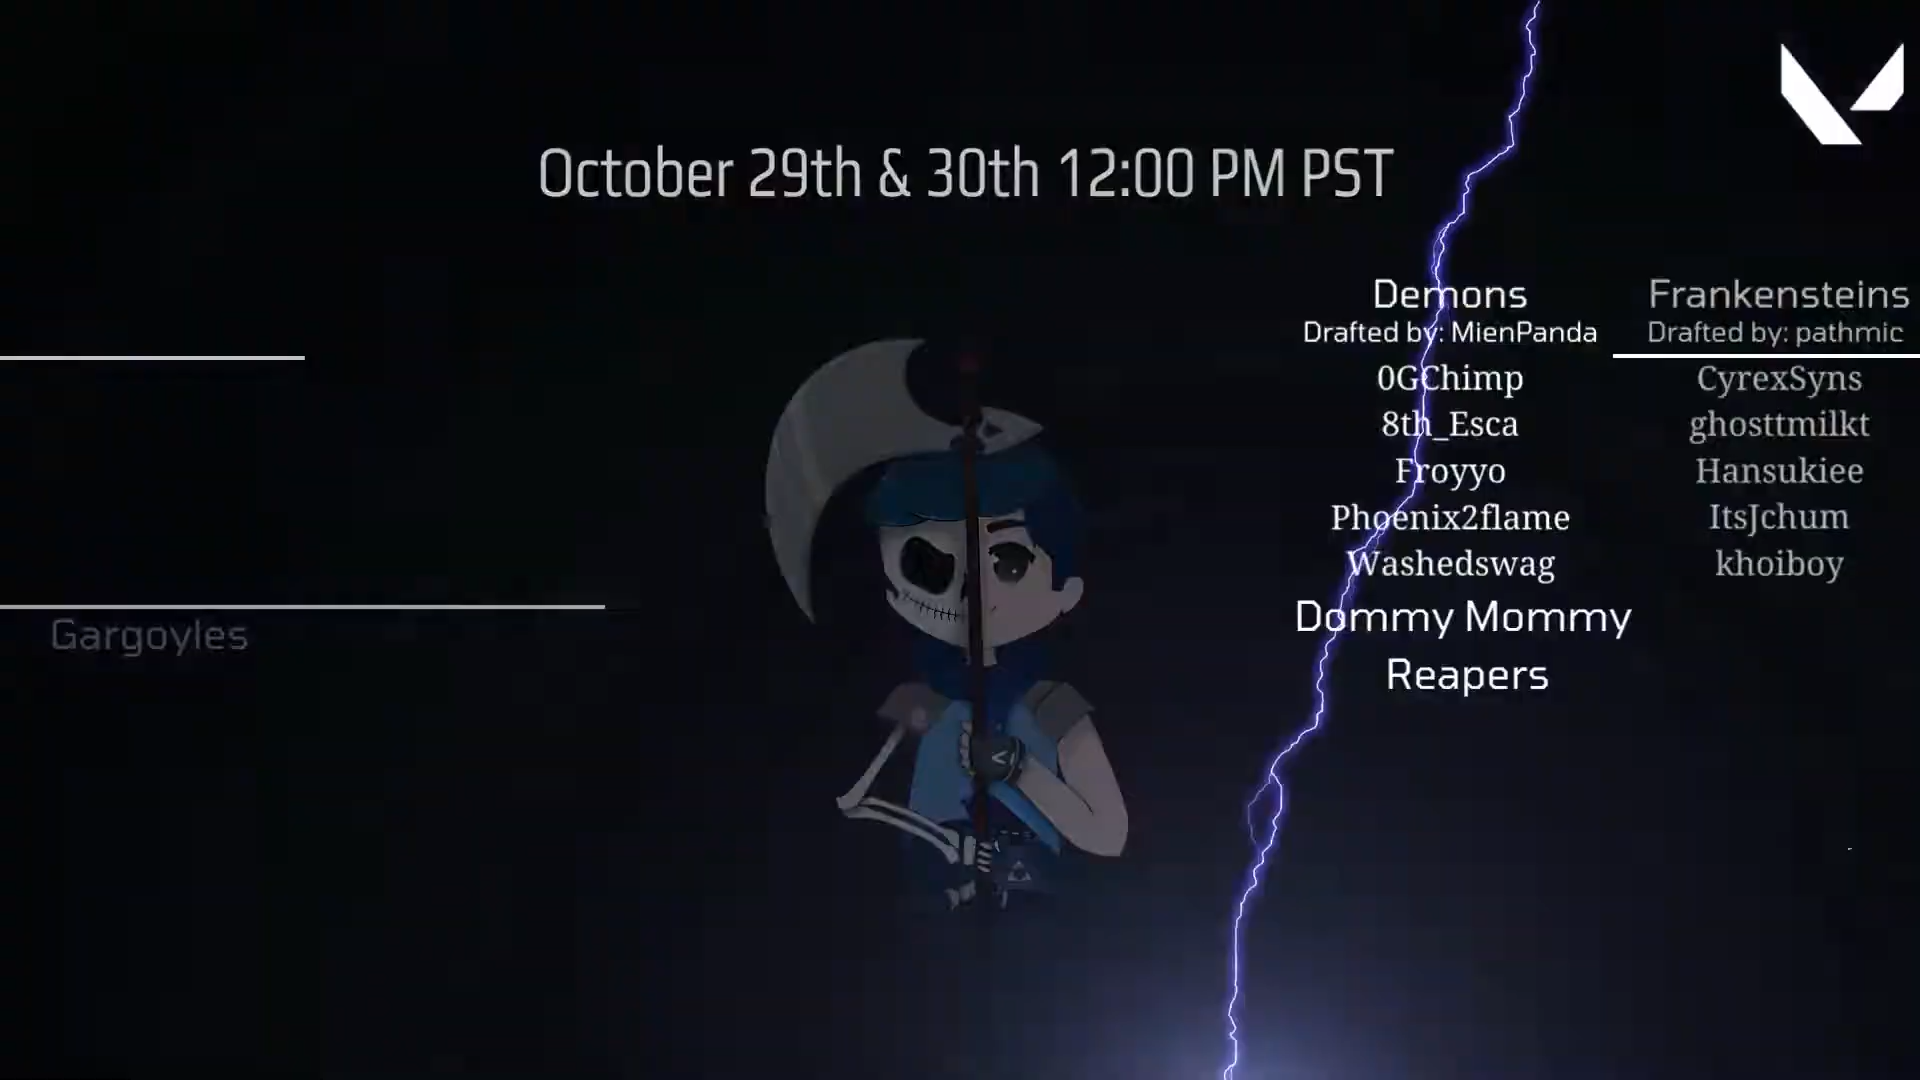 October 29th & 30th 12:00 PM PST
Demons
Drafted by: MienPanda
0GChimp
8th_Esca
Froyyo
Phoenix2flame
Washedswag
Dommy Mommy
Reapers
Frankensteins
Drafted by: pathmic
CyrexSyns
ghosttmilkt
Hansukiee
ItsJchum
khoiboy
Gargoyles